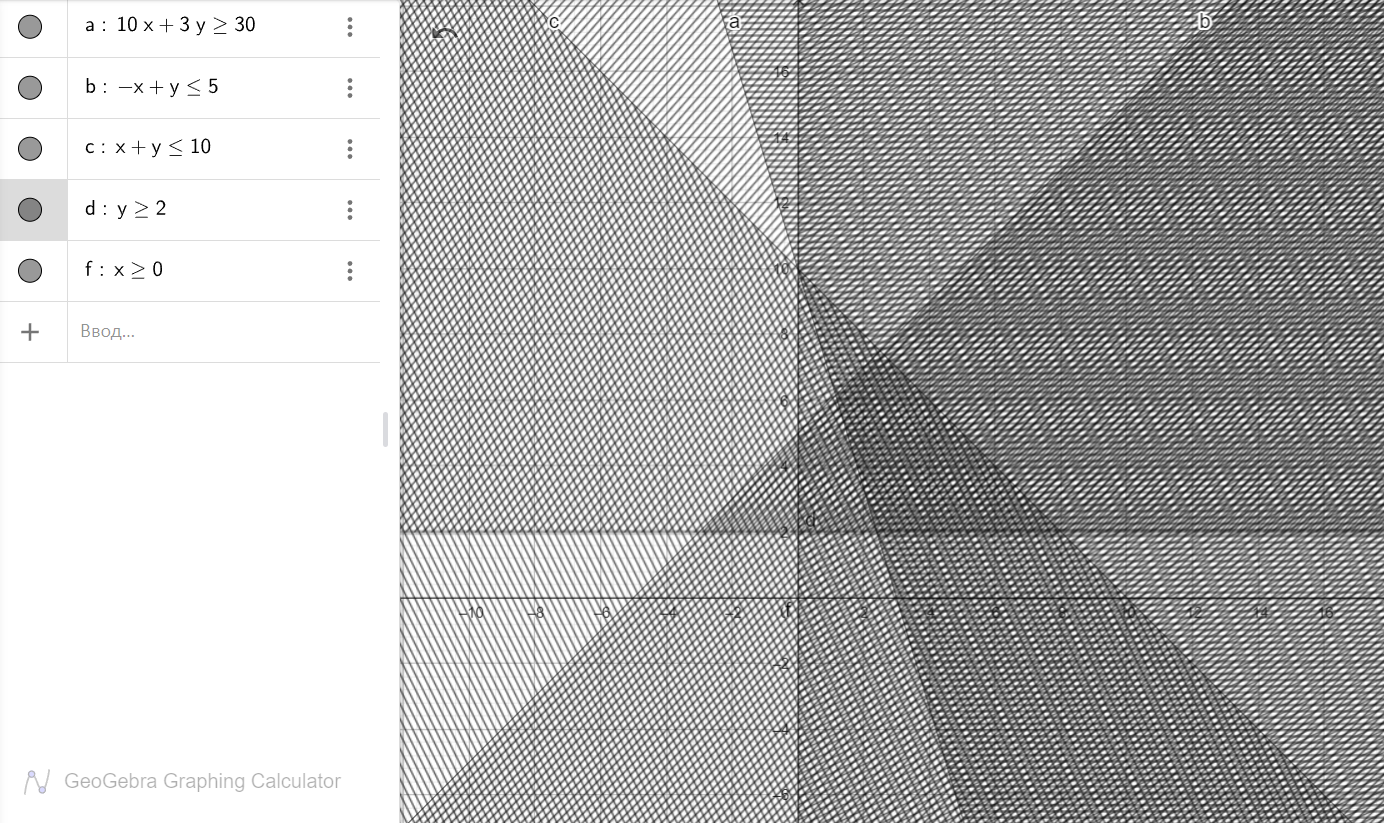 a : 10 x + 3 y ≥ 30
b : −x + y ≤ 5
c : x + y ≤ 10
d : y ≥ 2
f : x ≥ 0
+ Ввод...
GeoGebra Graphing Calculator
c a b
16
14
12
10
8
6
4
d
2
−10 −8 −6 −4 −2 f 2 4 6 8 10 12 14 16
−2
−4
−6